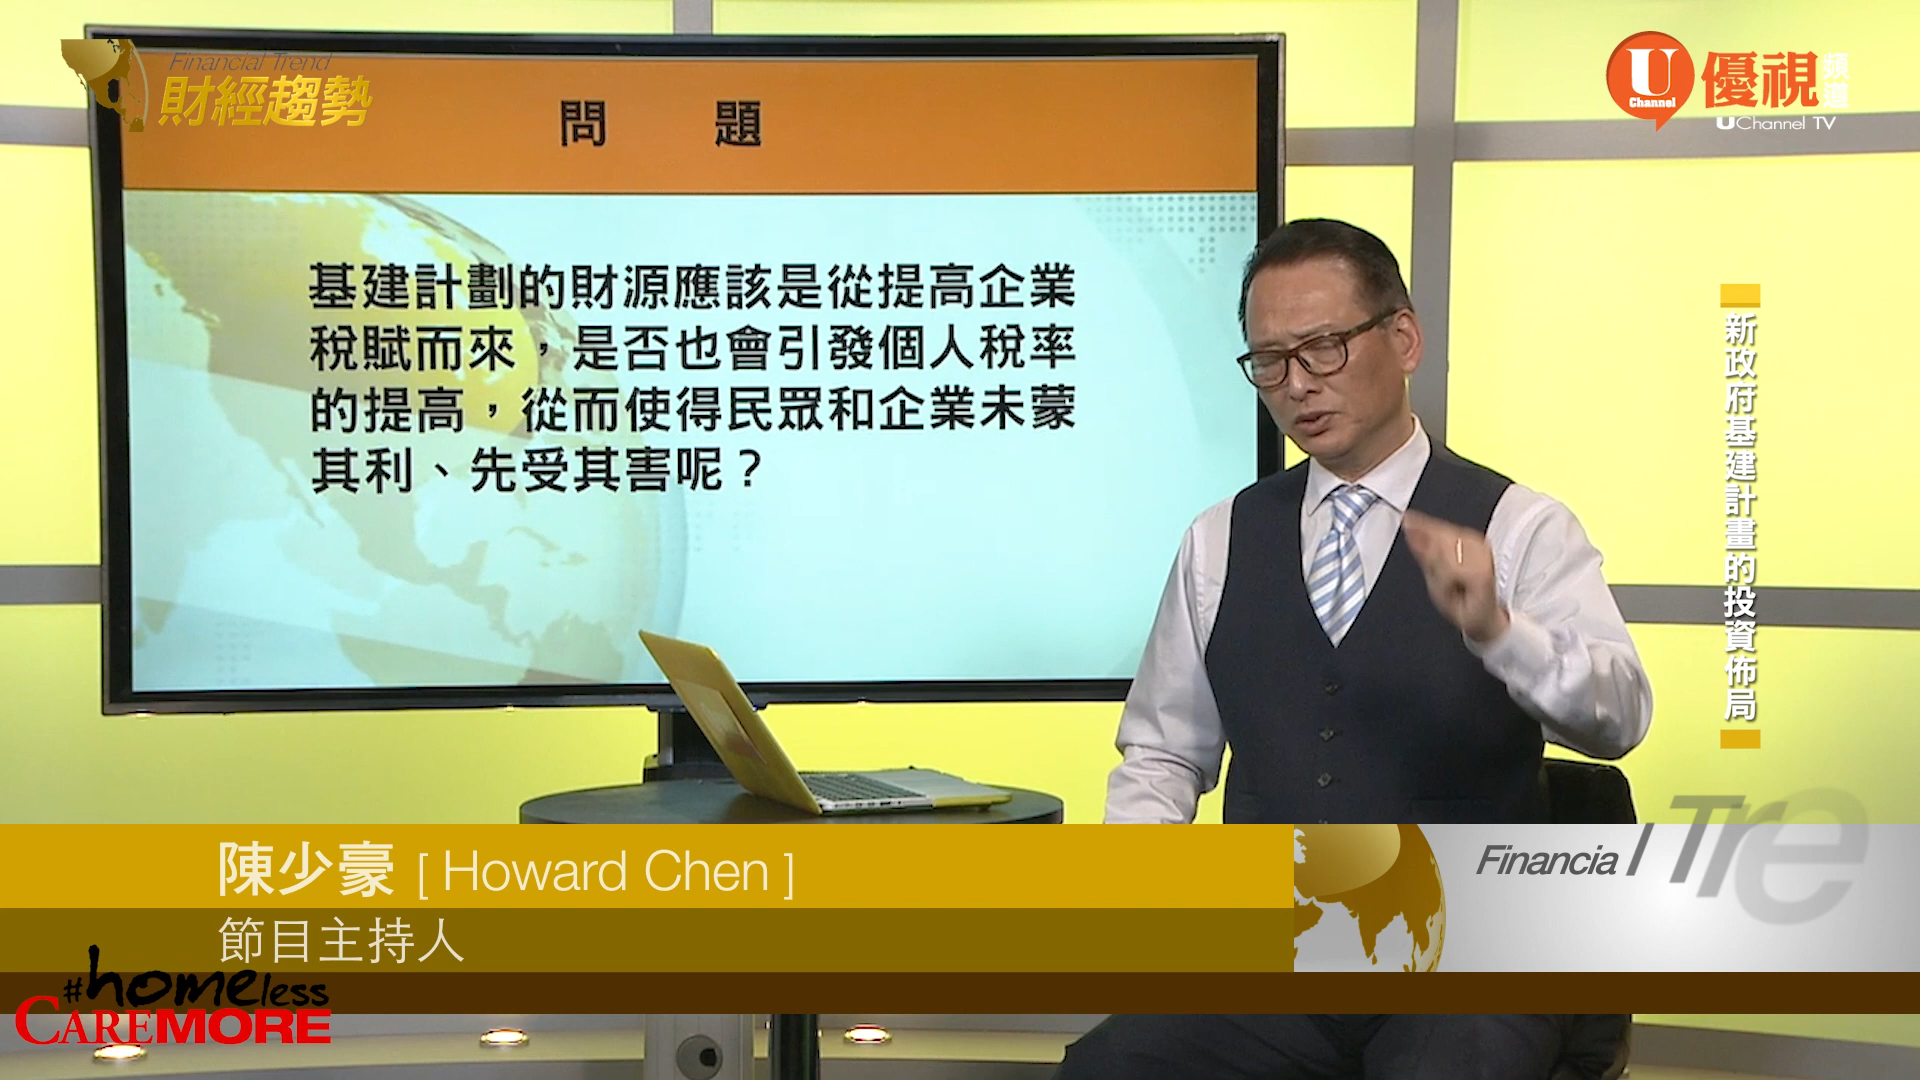 Financial Trend
財經趨勢
問題
基建計劃的財源應該是從提高企業
稅賦而來，是否也會引發個人稅率
的提高，從而使得民眾和企業未蒙
其利、先受其害呢？
U
Channel
優視
頻道
UChannel TV
新政府基建計畫的投資佈局
陳少豪 [ Howard Chen ]
節目主持人
Financial Tre
#homeless
CAREMORE